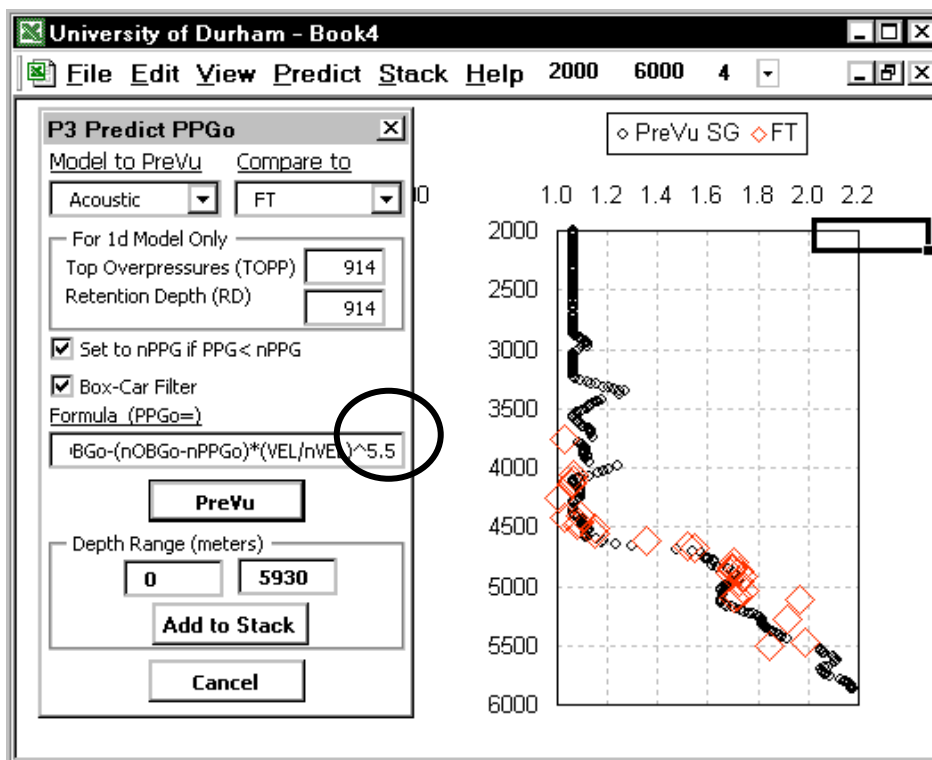 University of Durham - Book4
File Edit View Predict Stack Help 2000 6000 4
P3 Predict PPGo
Model to PreVu Compare to
Acoustic FT
For 1d Model Only
Top Overpressures (TOPP) 914
Retention Depth (RD) 914
Set to nPPG if PPG< nPPG
Box-Car Filter
Formula (PPGo=)
BGo-(nOBGo-nPPGo)*(VEL/nVEL)^5.5
PreVu
Depth Range (meters)
0 5930
Add to Stack
Cancel
PreVu SG FT
1.0 1.2 1.4 1.6 1.8 2.0 2.2
2000
2500
3000
3500
4000
4500
5000
5500
6000